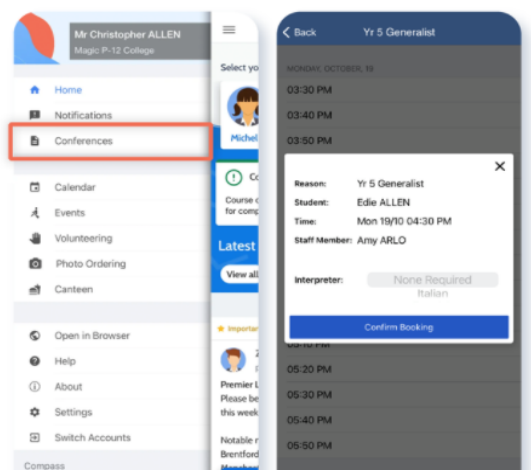 Mr Christopher ALLEN
Magic P-12 College
Home
Notifications
Conferences
Calendar
Events
Volunteering
Photo Ordering
Canteen
Open in Browser
Help
About
Settings
Switch Accounts
Compass
Select yo
Michel
Co
Course c
for comp
Latest
View all
Importan
Premier L
Please be
this week
Notable r
Brentford
Back
Yr 5 Generalist
MONDAY, OCTOBER, 19
03:30 PM
03:40 PM
03:50 PM
Reason: Yr 5 Generalist
Student: Edie ALLEN
Time: Mon 19/10 04:30 PM
Staff Member: Amy ARLO
Interpreter: None Required
Italian
Confirm Booking
05:10 PM
05:20 PM
05:30 PM
05:40 PM
05:50 PM